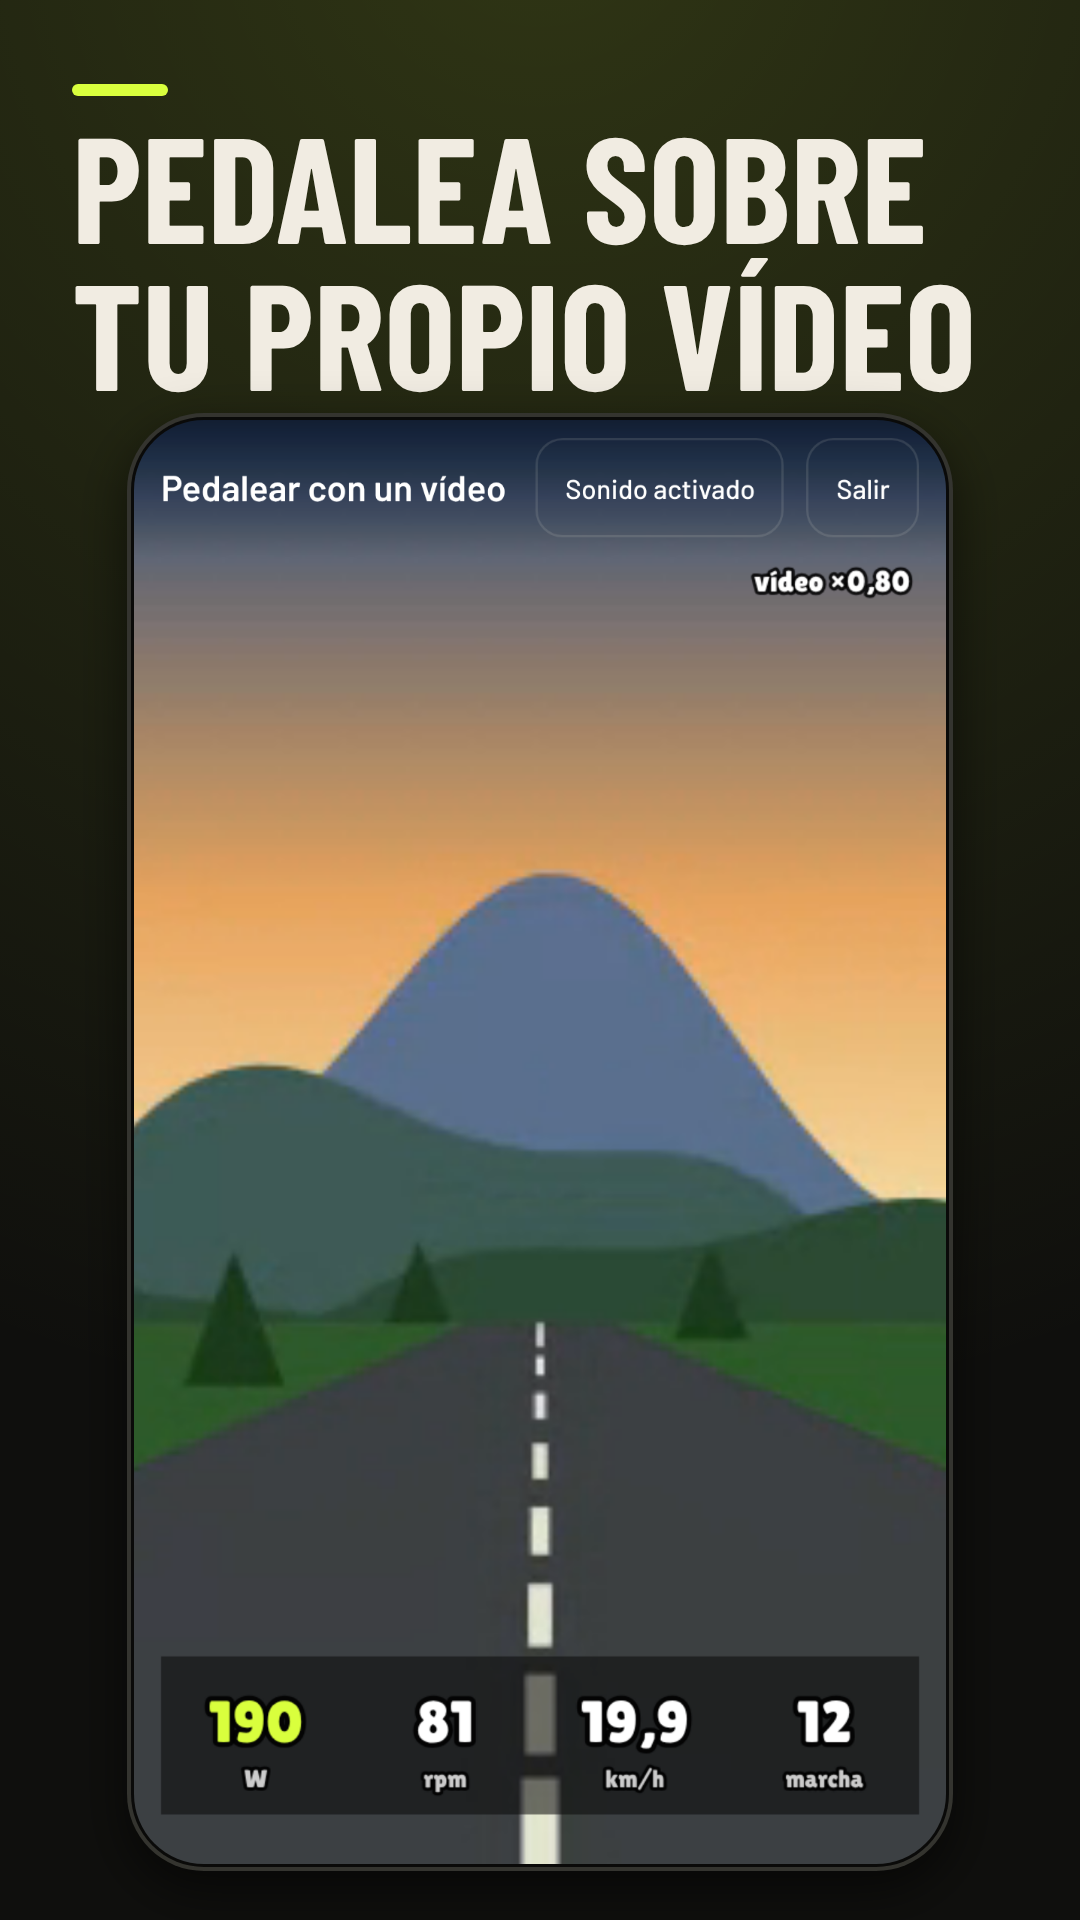 PEDALEA SOBRE
TU PROPIO VÍDEO
Pedalear con un vídeo
Sonido activado
Salir
vídeo ×0,80
190
81
19,9
12
W
rpm
km/h
marcha